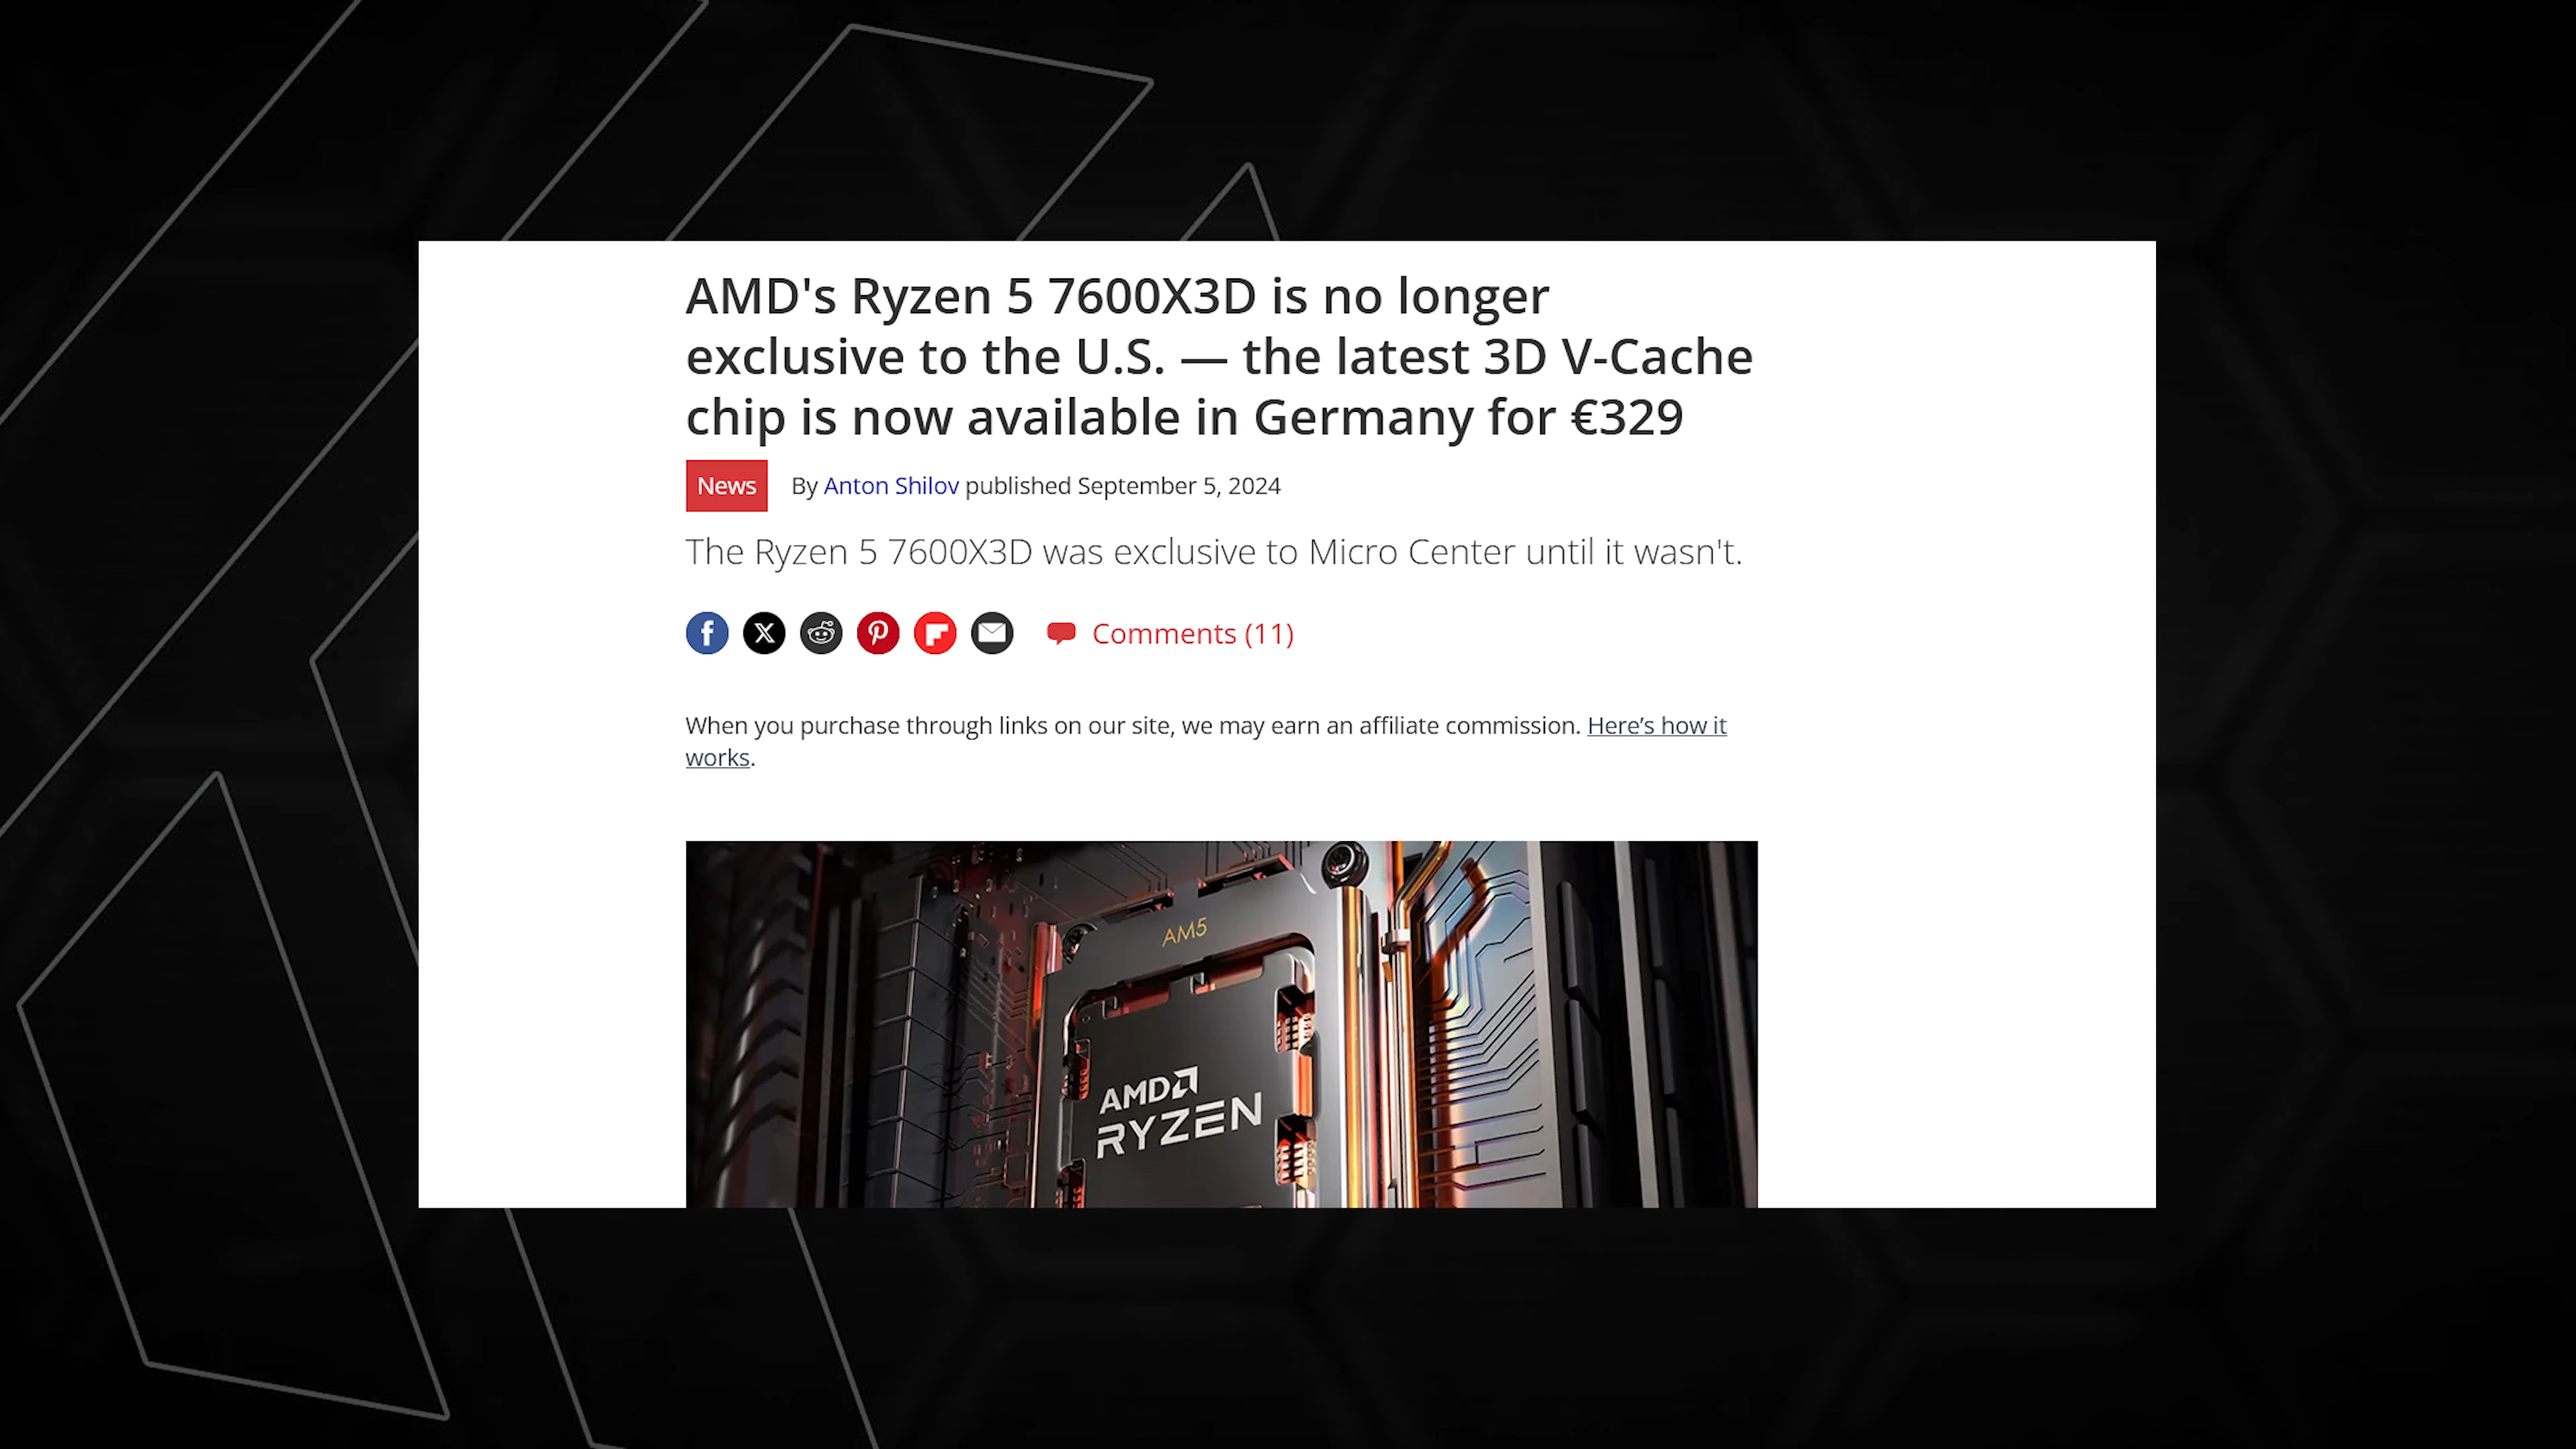 AMD's Ryzen 5 7600X3D is no longer
exclusive to the U.S. — the latest 3D V-Cache
chip is now available in Germany for €329
News
By Anton Shilov published September 5, 2024
The Ryzen 5 7600X3D was exclusive to Micro Center until it wasn't.
Comments (11)
When you purchase through links on our site, we may earn an affiliate commission. Here’s how it
works.
AM5
AMD
RYZEN